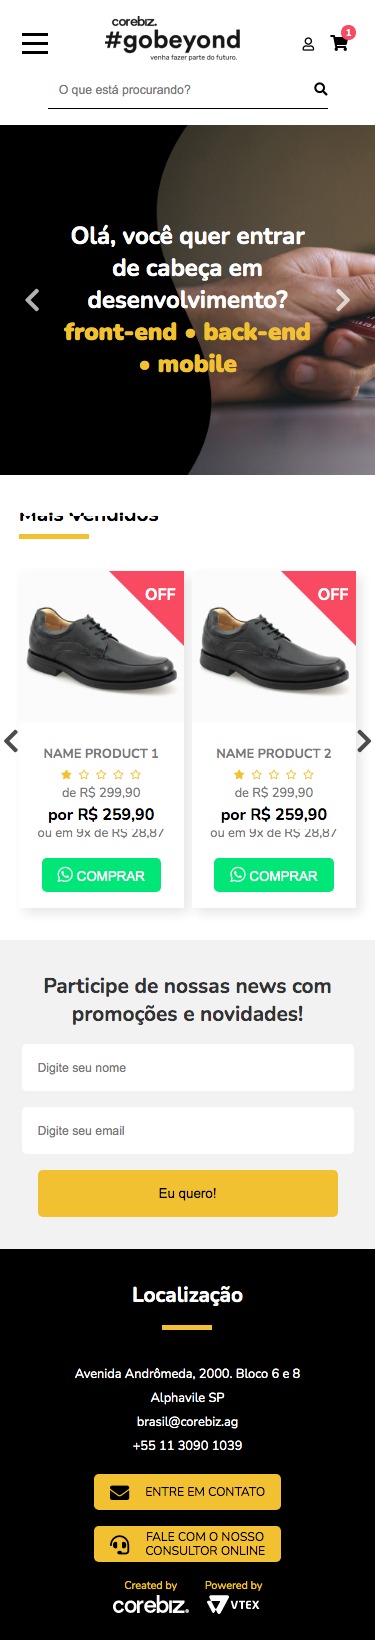 corebiz.
#gobeyond
venha fazer parte do futuro.
1
O que está procurando?
Olá, você quer entrar
de cabeça em
desenvolvimento?
front-end • back-end
• mobile
Mais Vendidos
OFF
OFF
NAME PRODUCT 1
de R$ 299,90
por R$ 259,90
ou em 9x de R$ 28,87
COMPRAR
NAME PRODUCT 2
de R$ 299,90
por R$ 259,90
ou em 9x de R$ 28,87
COMPRAR
Participe de nossas news com
promoções e novidades!
Digite seu nome
Digite seu email
Eu quero!
Localização
Avenida Andrômeda, 2000. Bloco 6 e 8
Alphavile SP
brasil@corebiz.ag
+55 11 3090 1039
ENTRE EM CONTATO
FALE COM O NOSSO
CONSULTOR ONLINE
Created by
corebiz.
Powered by
VTEX